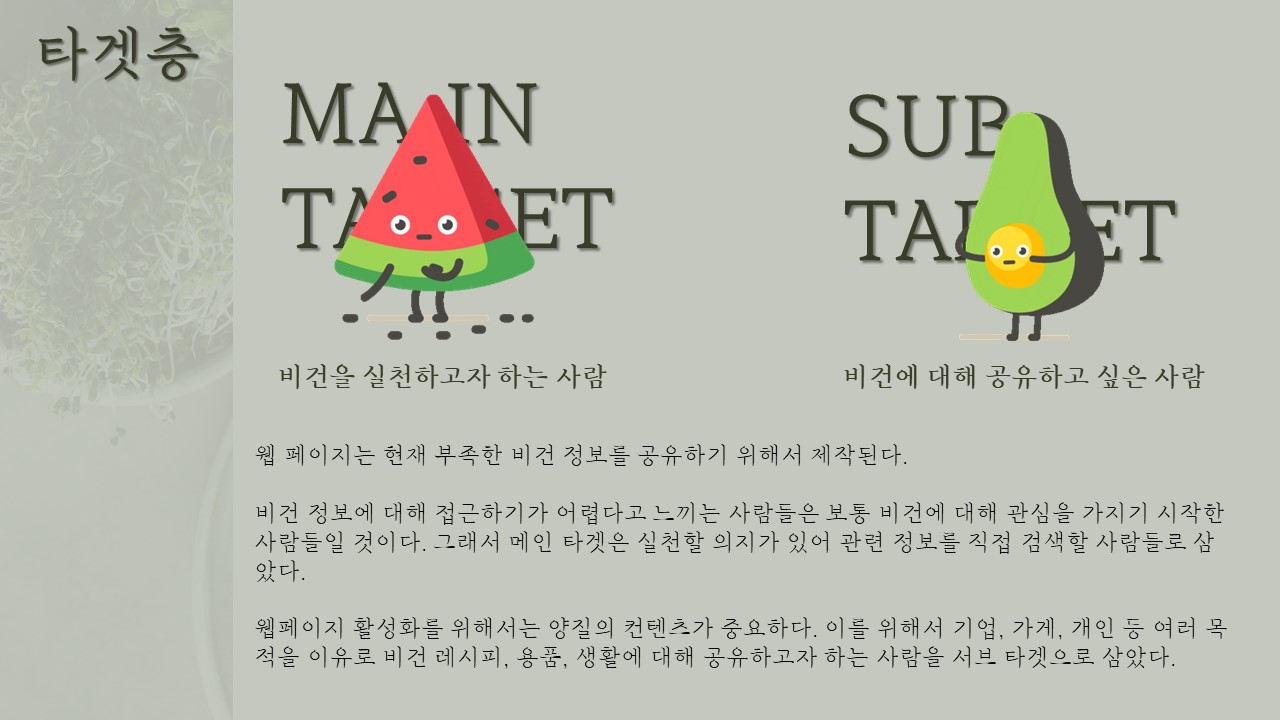 타겟층
MAIN
TARGET
비건을 실천하고자 하는 사람
SUB
TARGET
비건에 대해 공유하고 싶은 사람
웹 페이지는 현재 부족한 비건 정보를 공유하기 위해서 제작된다.
비건 정보에 대해 접근하기가 어렵다고 느끼는 사람들은 보통 비건에 대해 관심을 가지기 시작한
사람들일 것이다. 그래서 메인 타겟은 실천할 의지가 있어 관련 정보를 직접 검색할 사람들로 삼
았다.
웹페이지 활성화를 위해서는 양질의 컨텐츠가 중요하다. 이를 위해서 기업, 가게, 개인 등 여러 목
적을 이유로 비건 레시피, 용품, 생활에 대해 공유하고자 하는 사람을 서브 타겟으로 삼았다.